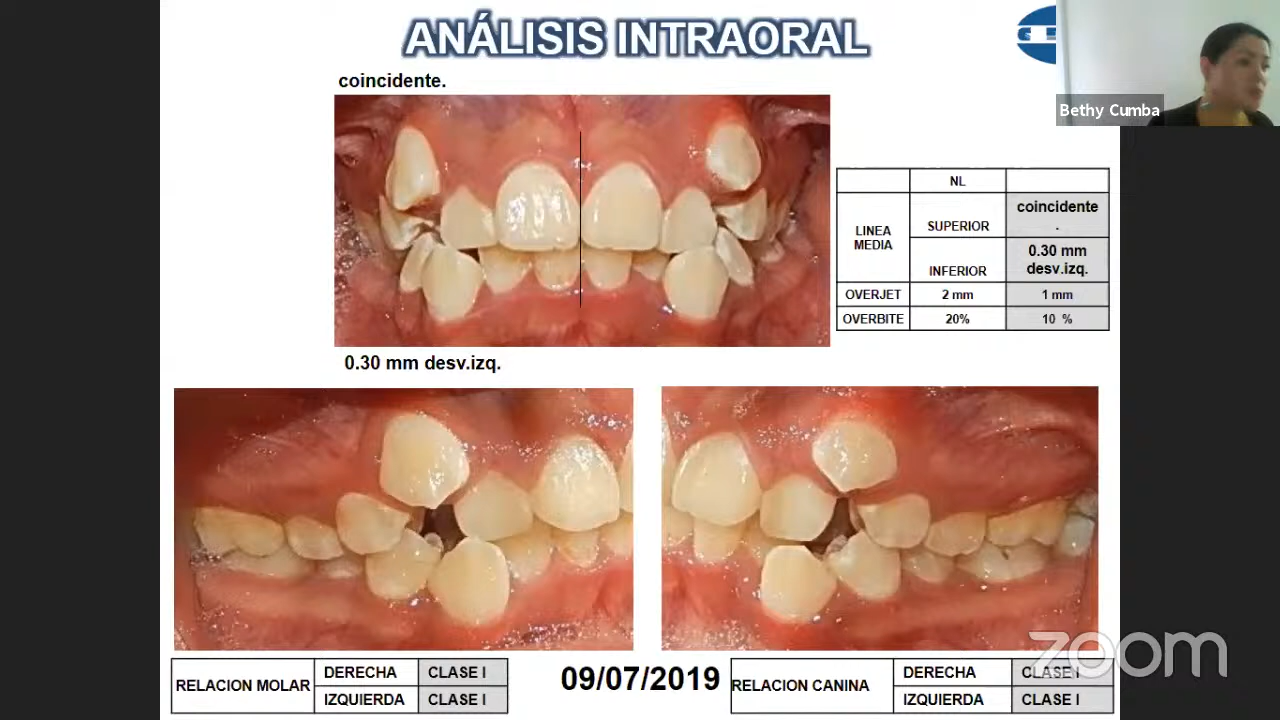 ANÁLISIS INTRAORAL
Bethy Cumba
coincidente.
NL
LINEA MEDIA
SUPERIOR
coincidente.
INFERIOR
0.30 mm desv.izq.
OVERJET
2 mm
1 mm
OVERBITE
20%
10 %
0.30 mm desv.izq.
RELACION MOLAR
DERECHA
CLASE I
IZQUIERDA
CLASE I
09/07/2019
RELACION CANINA
DERECHA
CLASE I
IZQUIERDA
CLASE I
zoom